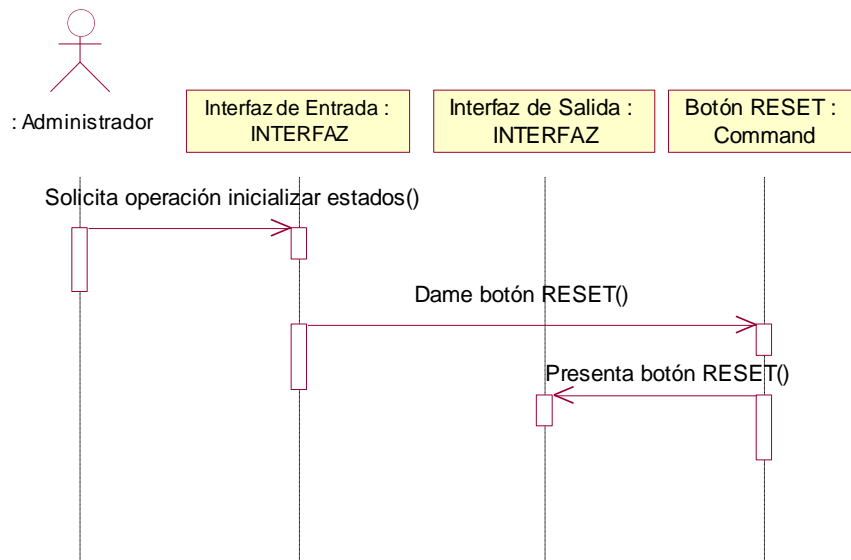 : Administrador
Interfaz de Entrada :
INTERFAZ
Interfaz de Salida :
INTERFAZ
Botón RESET :
Command
Solicita operación inicializar estados()
Dame botón RESET()
Presenta botón RESET()